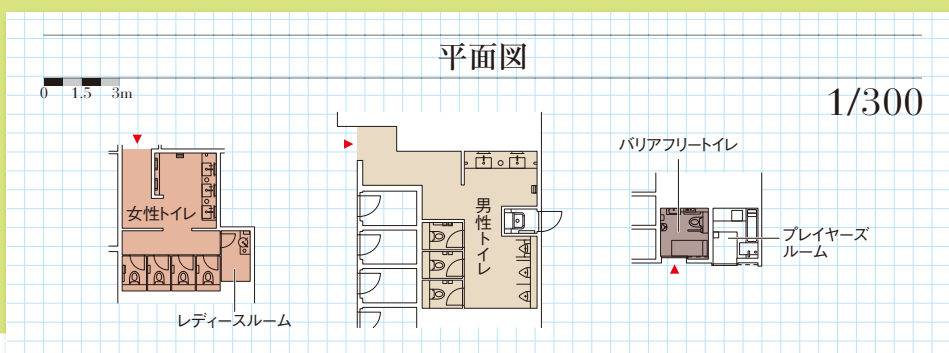 平面図
0 1.5 3m
1/300
女性トイレ
レディースルーム
男性トイレ
バリアフリートイレ
プレイヤーズ
ルーム